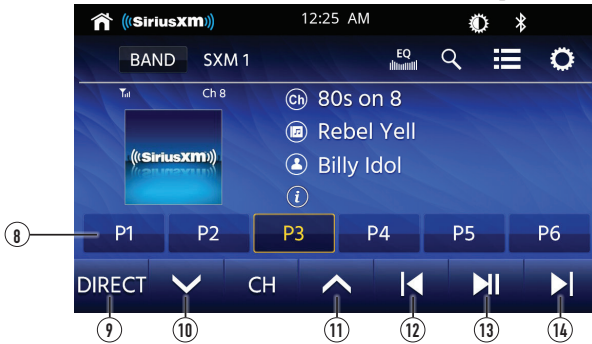 ((SiriusXM)) 12:25 AM
BAND SXM 1 EQ
Ch 8
Ch 80s on 8
Rebel Yell
((SiriusXM))
Billy Idol
i
8 P1 P2 P3 P4 P5 P6
DIRECT CH
9 10 11 12 13 14